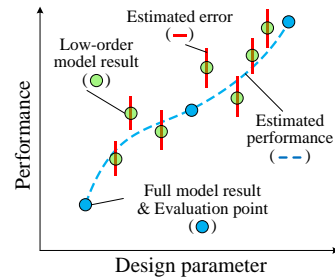 Estimated error
( )
Low-order
model result
( )
Estimated
performance
( )
Full model result
& Evaluation point
( )
Performance
Design parameter